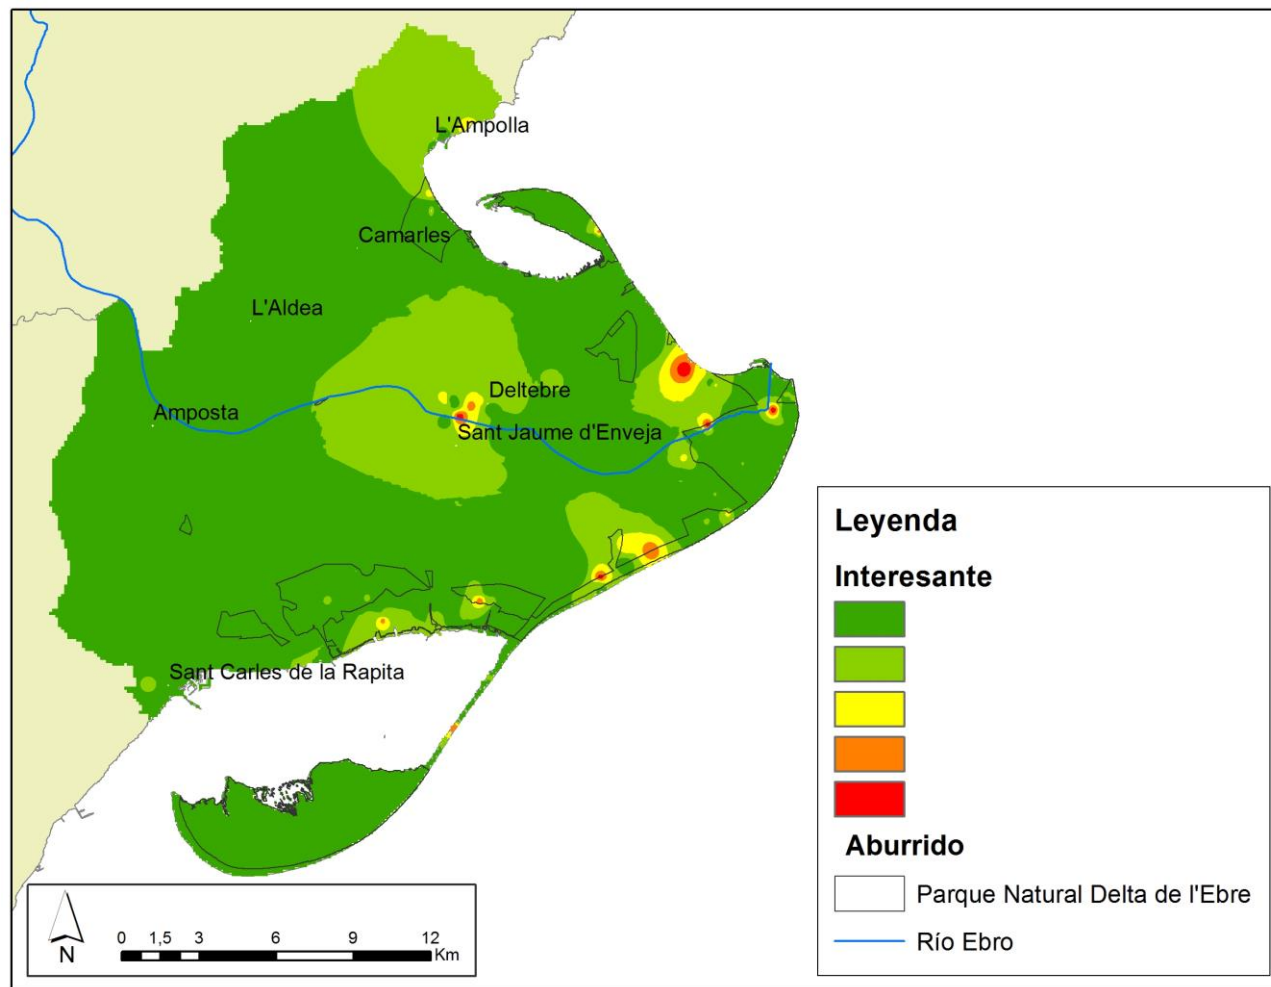 L'Ampolla
Camarles
L'Aldea
Deltebre
Amposta
Sant Jaume d'Enveja
Sant Carles de la Rapita
Leyenda
Interesante
Aburrido
Parque Natural Delta de l'Ebre
Río Ebro
0 1,5 3 6 9 12
Km
N